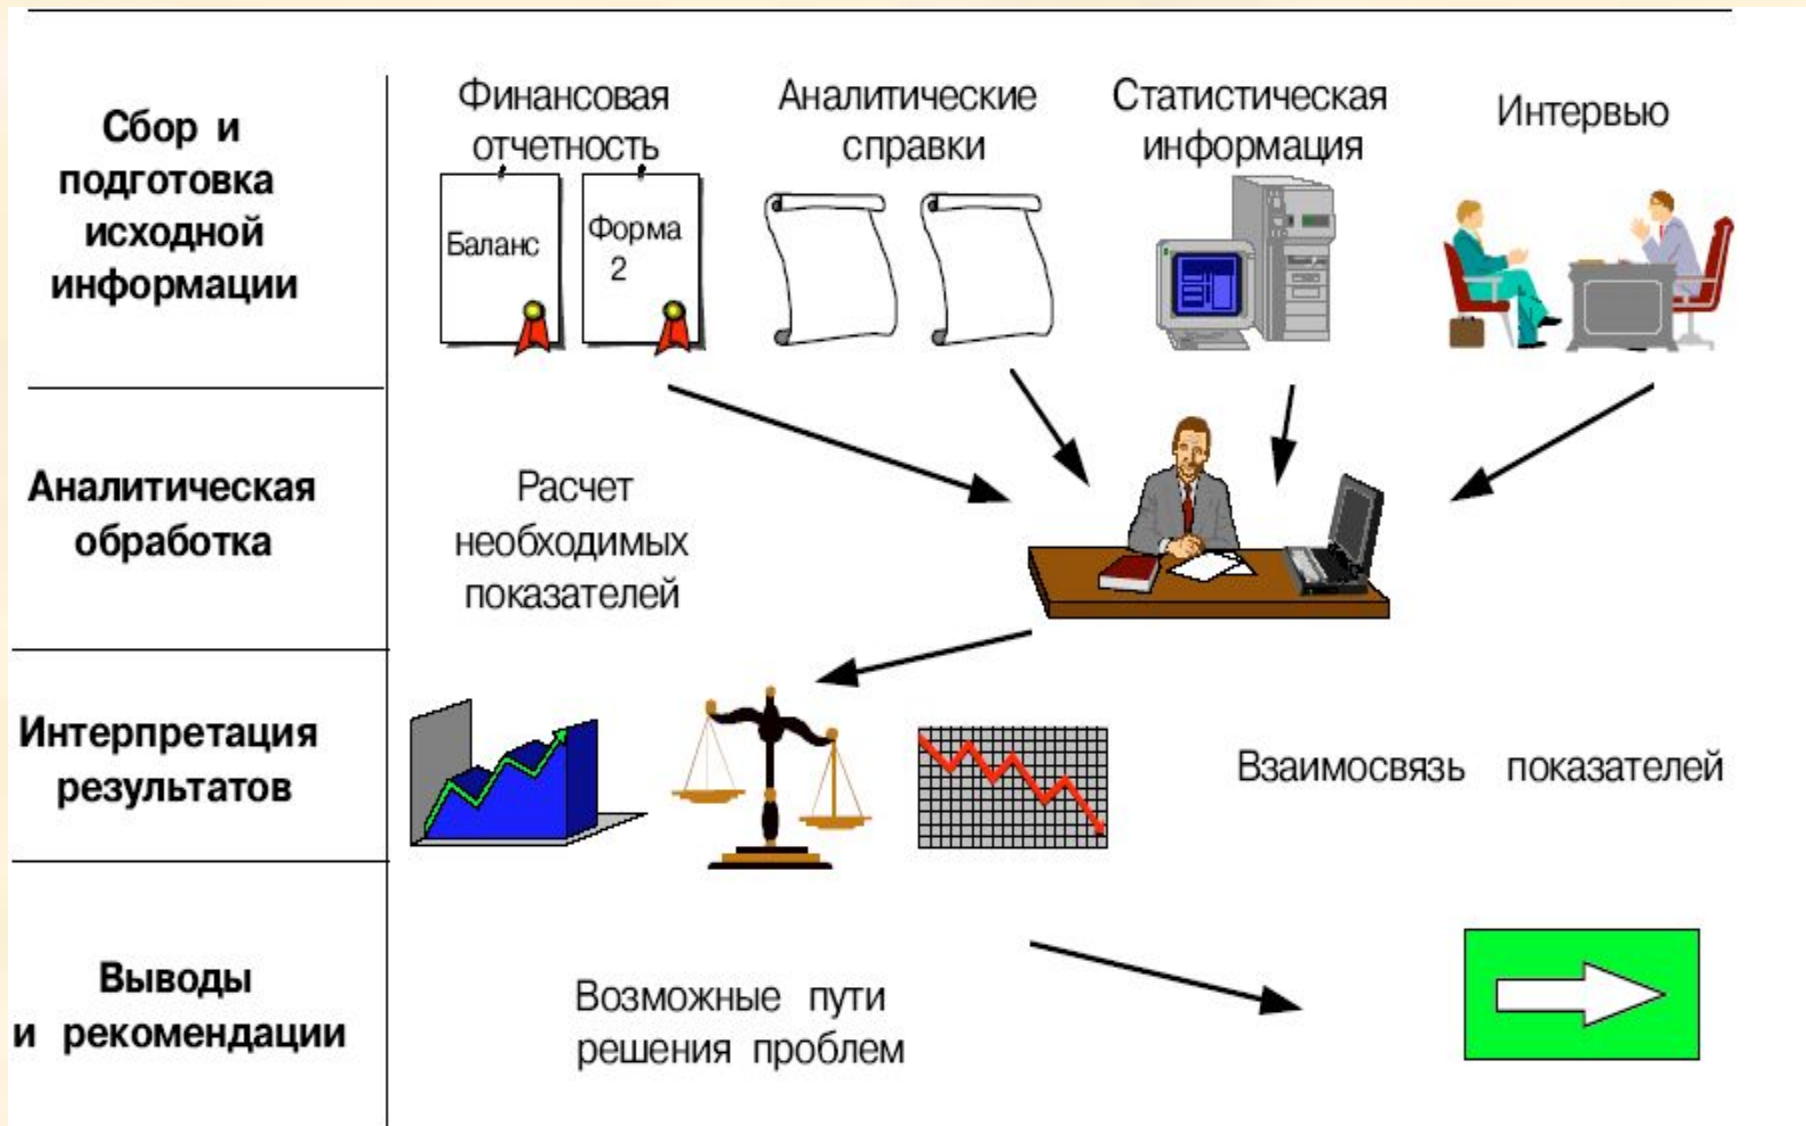 Сбор и
подготовка
исходной
информации
Финансовая
отчетность
Аналитические
справки
Статистическая
информация
Интервью
Баланс
Форма
2
Аналитическая
обработка
Расчет
необходимых
показателей
Интерпретация
результатов
Взаимосвязь показателей
Выводы
и рекомендации
Возможные пути
решения проблем